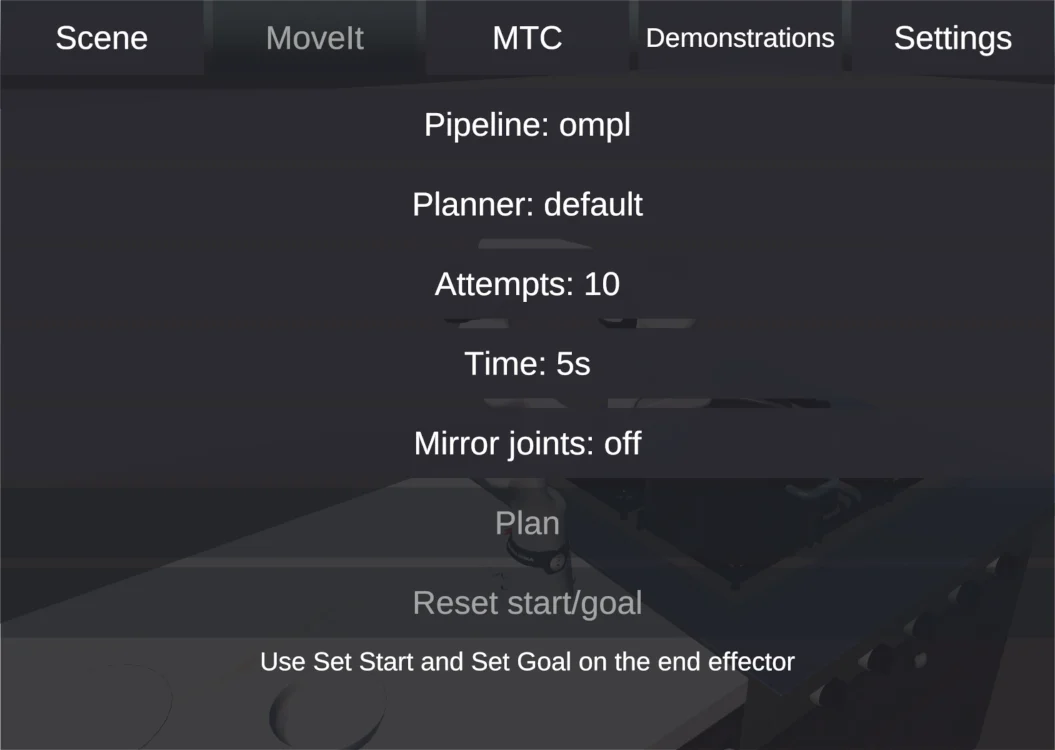 Scene
MoveIt
MTC
Demonstrations
Settings
Pipeline: ompl
Planner: default
Attempts: 10
Time: 5s
Mirror joints: off
Plan
Reset start/goal
Use Set Start and Set Goal on the end effector